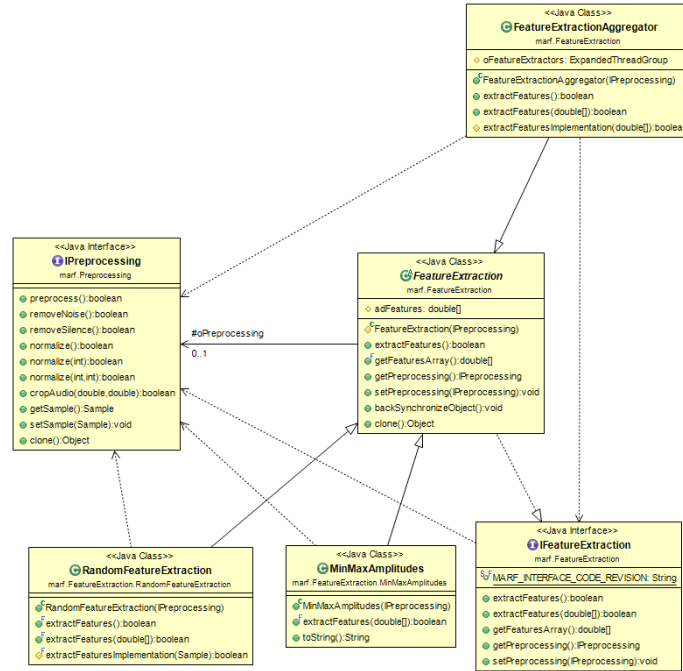 <<Java Class>>
FeatureExtractionAggregator
marf.FeatureExtraction
oFeatureExtractors: ExpandedThreadGroup
FeatureExtractionAggregator(IPreprocessing)
extractFeatures():boolean
extractFeatures(double[]):boolean
extractFeaturesImplementation(double[]):boolean
<<Java Interface>>
IPreprocessing
marf.Preprocessing
preprocess():boolean
removeNoise():boolean
removeSilence():boolean
normalize():boolean
normalize(int):boolean
normalize(int,int):boolean
cropAudio(double,double):boolean
getSample():Sample
setSample(Sample):void
clone():Object
#oPreprocessing
0..1
<<Java Class>>
FeatureExtraction
marf.FeatureExtraction
adFeatures: double[]
FeatureExtraction(IPreprocessing)
extractFeatures():boolean
getFeaturesArray():double[]
getPreprocessing():IPreprocessing
setPreprocessing(IPreprocessing):void
backSynchronizeObject():void
clone():Object
<<Java Class>>
RandomFeatureExtraction
marf.FeatureExtraction.RandomFeatureExtraction
RandomFeatureExtraction(IPreprocessing)
extractFeatures():boolean
extractFeatures(double[]):boolean
extractFeaturesImplementation(Sample):boolean
<<Java Class>>
MinMaxAmplitudes
marf.FeatureExtraction.MinMaxAmplitudes
MinMaxAmplitudes(IPreprocessing)
extractFeatures(double[]):boolean
toString():String
<<Java Interface>>
IFeatureExtraction
marf.FeatureExtraction
MARF_INTERFACE_CODE_REVISION: String
extractFeatures():boolean
extractFeatures(double[]):boolean
getFeaturesArray():double[]
getPreprocessing():IPreprocessing
setPreprocessing(IPreprocessing):void